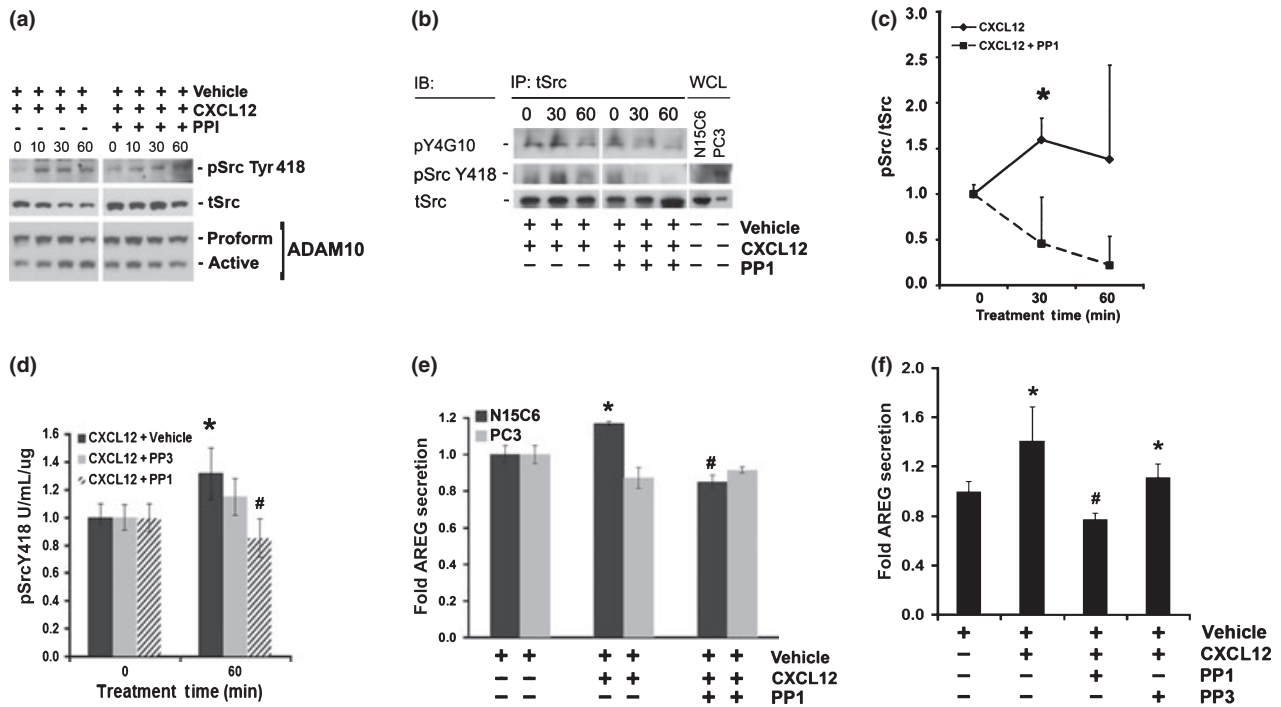 (a)
+ + + + + + + + Vehicle
+ + + + + + + + CXCL12
- - - - + + + + PPI
0 10 30 60 0 10 30 60
- pSrc Tyr 418
- tSrc
- Proform
- Active
ADAM10
(b)
IB: IP: tSrc WCL
0 30 60 0 30 60 N15C6 PC3
pY4G10 -
pSrc Y418 -
tSrc -
+ + + + + + – – Vehicle
+ + + + + + – – CXCL12
– – – + + + – – PP1
(c)
3.0
2.5
2.0
1.5
1.0
0.5
0.0
pSrc/tSrc
CXCL12
CXCL12 + PP1
*
0 30 60
Treatment time (min)
(d)
1.6
1.4
1.2
1.0
0.8
0.6
0.4
0.2
0.0
pSrcY418 U/mL/ug
CXCL12 + Vehicle
CXCL12 + PP3
CXCL12 + PP1
*
#
0 60
Treatment time (min)
(e)
1.2
1.0
0.8
0.6
0.4
0.2
0.0
Fold AREG secretion
N15C6
PC3
*
#
+ + + + + + Vehicle
– – + + + + CXCL12
– – – – + + PP1
(f)
2.0
1.6
1.2
0.8
0.4
0.0
Fold AREG secretion
*
#
*
+ + + + Vehicle
– + + + CXCL12
– – + – PP1
– – – + PP3